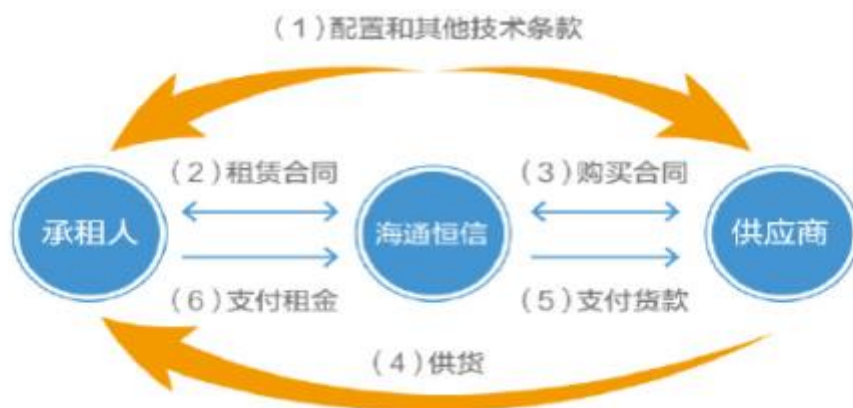 (1)配置和其他技术条款
(2)租赁合同
(3)购买合同
承租人
海通恒信
供应商
(6)支付租金
(5)支付货款
(4)供货